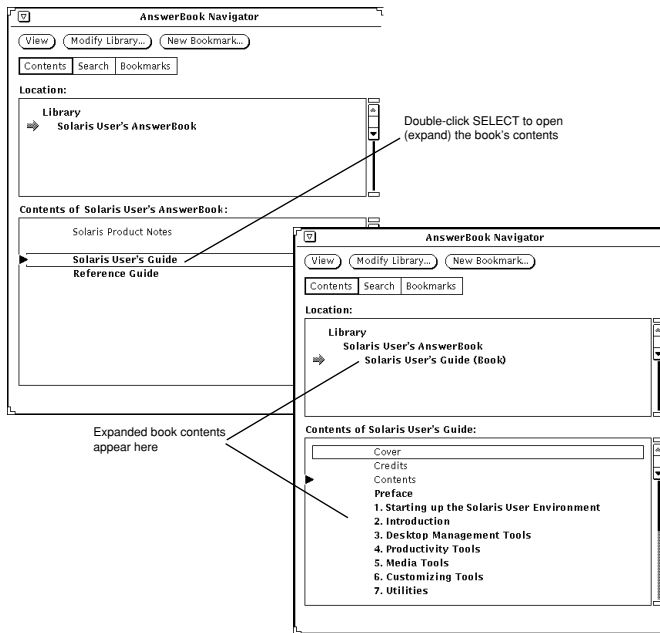 AnswerBook Navigator
View
Modify Library...
New Bookmark...
Contents
Search
Bookmarks
Location:
Library
Solaris User's AnswerBook
Contents of Solaris User's AnswerBook:
Solaris Product Notes
Solaris User's Guide
Reference Guide
Double-click SELECT to open
(expand) the book's contents
AnswerBook Navigator
View
Modify Library...
New Bookmark...
Contents
Search
Bookmarks
Location:
Library
Solaris User's AnswerBook
Solaris User's Guide (Book)
Expanded book contents
appear here
Contents of Solaris User's Guide:
Cover
Credits
Contents
Preface
1. Starting up the Solaris User Environment
2. Introduction
3. Desktop Management Tools
4. Productivity Tools
5. Media Tools
6. Customizing Tools
7. Utilities